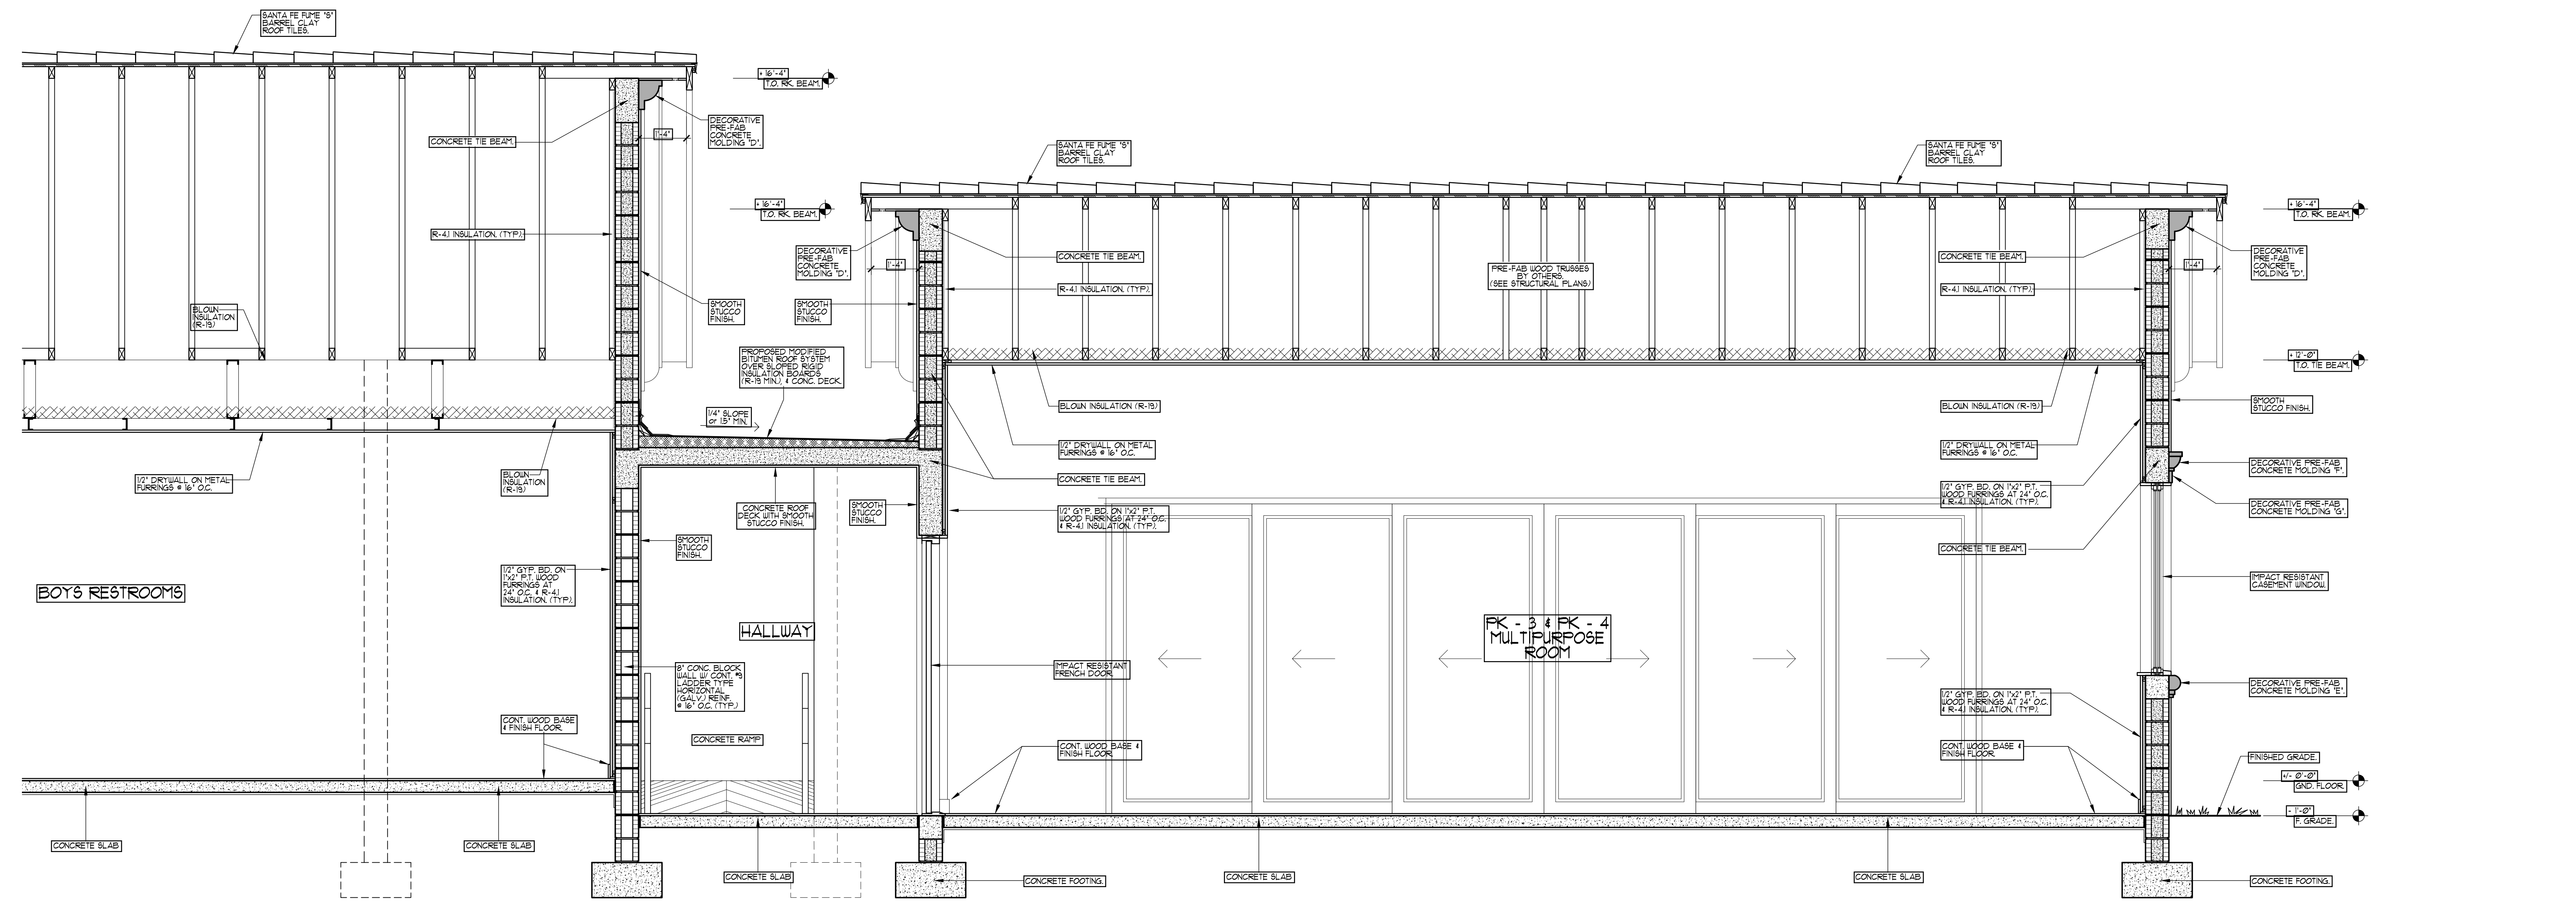 SANTA FE FUME "S"
BARREL CLAY
ROOF TILES.
+ 16'-4"
T.O. RK. BEAM.
DECORATIVE
PRE-FAB
CONCRETE
MOLDING "D".
1'-4"
CONCRETE TIE BEAM.
SANTA FE FUME "S"
BARREL CLAY
ROOF TILES.
SANTA FE FUME "S"
BARREL CLAY
ROOF TILES.
+ 16'-4"
T.O. RK. BEAM.
+ 16'-4"
T.O. RK. BEAM.
R-4.1 INSULATION. (TYP.).
DECORATIVE
PRE-FAB
CONCRETE
MOLDING "D".
1'-4"
CONCRETE TIE BEAM.
R-4.1 INSULATION. (TYP.).
PRE-FAB WOOD TRUSSES
BY OTHERS.
(SEE STRUCTURAL PLANS)
CONCRETE TIE BEAM.
R-4.1 INSULATION. (TYP.).
1'-4"
DECORATIVE
PRE-FAB
CONCRETE
MOLDING "D".
BLOWN
INSULATION
(R-19)
SMOOTH
STUCCO
FINISH.
SMOOTH
STUCCO
FINISH.
PROPOSED MODIFIED
BITUMEN ROOF SYSTEM
OVER SLOPED RIGID
INSULATION BOARDS
(R-19 MIN.), & CONC. DECK.
+ 12'-0"
T.O. TIE BEAM.
1/4" SLOPE
or 1.5" MIN.
BLOWN INSULATION (R-19)
BLOWN INSULATION (R-19)
SMOOTH
STUCCO FINISH.
1/2" DRYWALL ON METAL
FURRINGS @ 16" O.C.
BLOWN
INSULATION
(R-19)
1/2" DRYWALL ON METAL
FURRINGS @ 16" O.C.
CONCRETE TIE BEAM.
1/2" DRYWALL ON METAL
FURRINGS @ 16" O.C.
DECORATIVE PRE-FAB
CONCRETE MOLDING "F".
1/2" GYP. BD. ON 1"x2" P.T.
WOOD FURRINGS AT 24" O.C.
& R-4.1 INSULATION. (TYP.).
DECORATIVE PRE-FAB
CONCRETE MOLDING "G".
CONCRETE ROOF
DECK WITH SMOOTH
STUCCO FINISH.
SMOOTH
STUCCO
FINISH.
1/2" GYP. BD. ON 1"x2" P.T.
WOOD FURRINGS AT 24" O.C.
& R-4.1 INSULATION. (TYP.).
SMOOTH
STUCCO
FINISH.
CONCRETE TIE BEAM.
BOYS RESTROOMS
1/2" GYP. BD. ON
1"x2" P.T. WOOD
FURRINGS AT
24" O.C. & R-4.1
INSULATION. (TYP.).
IMPACT RESISTANT
CASEMENT WINDOW.
HALLWAY
PK - 3 & PK - 4
MULTIPURPOSE
ROOM
8" CONC. BLOCK
WALL W/ CONT. #9
LADDER TYPE
HORIZONTAL
(GALV.) REINF.
@ 16" O.C. (TYP.)
IMPACT RESISTANT
FRENCH DOOR.
DECORATIVE PRE-FAB
CONCRETE MOLDING "E".
1/2" GYP. BD. ON 1"x2" P.T.
WOOD FURRINGS AT 24" O.C.
& R-4.1 INSULATION. (TYP.).
CONT. WOOD BASE
& FINISH FLOOR.
CONCRETE RAMP
CONT. WOOD BASE &
FINISH FLOOR.
CONT. WOOD BASE &
FINISH FLOOR.
FINISHED GRADE.
+/- 0'-0"
GND. FLOOR
- 1'-0"
F. GRADE.
CONCRETE SLAB
CONCRETE SLAB
CONCRETE SLAB
CONCRETE FOOTING.
CONCRETE SLAB
CONCRETE SLAB
CONCRETE FOOTING.